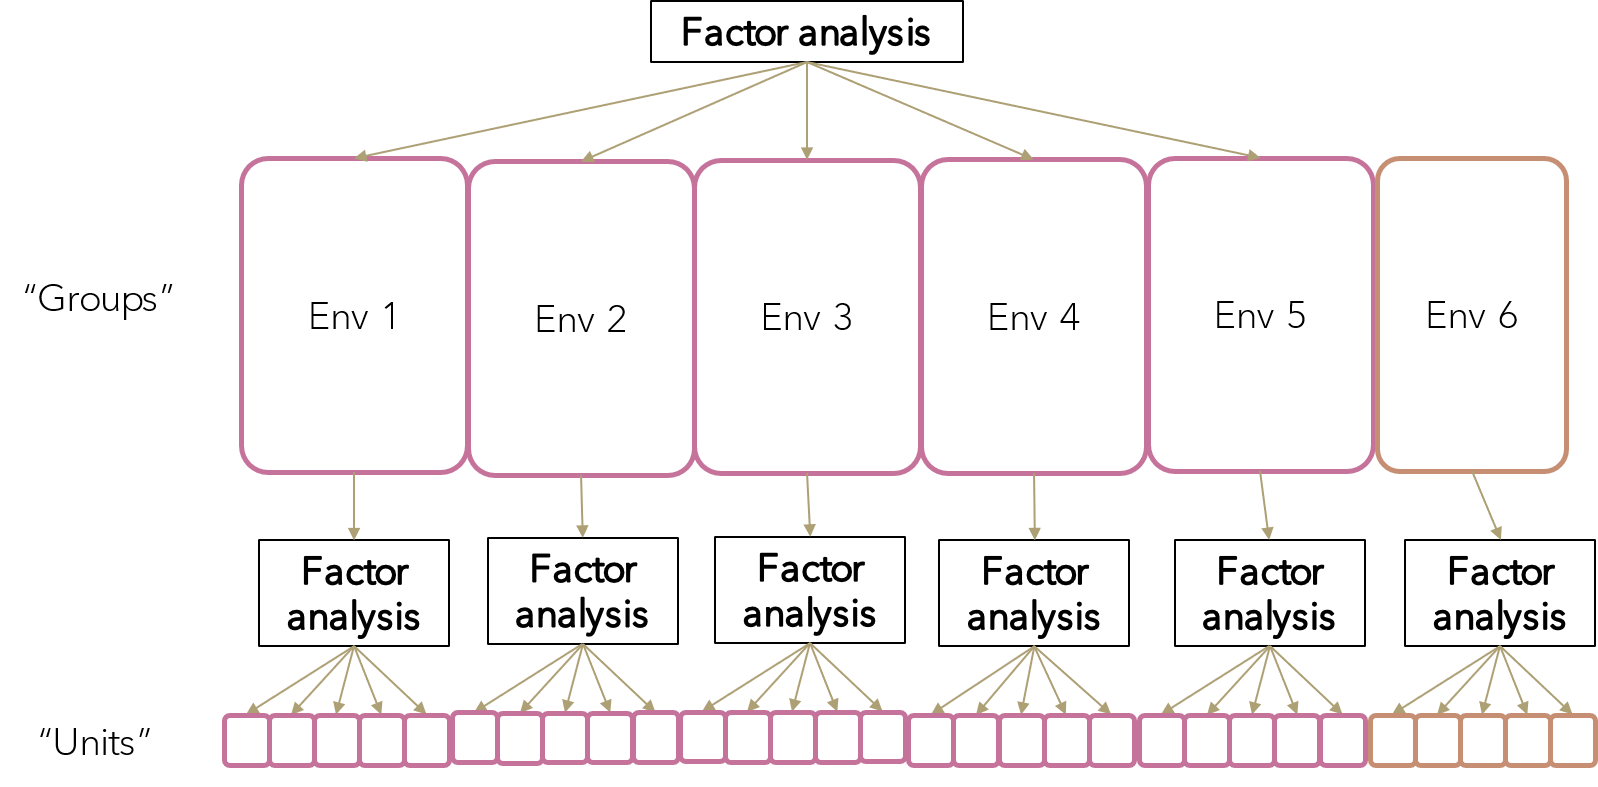 Factor analysis
“Groups”
Env 1
Env 2
Env 3
Env 4
Env 5
Env 6
Factor
analysis
Factor
analysis
Factor
analysis
Factor
analysis
Factor
analysis
Factor
analysis
“Units”